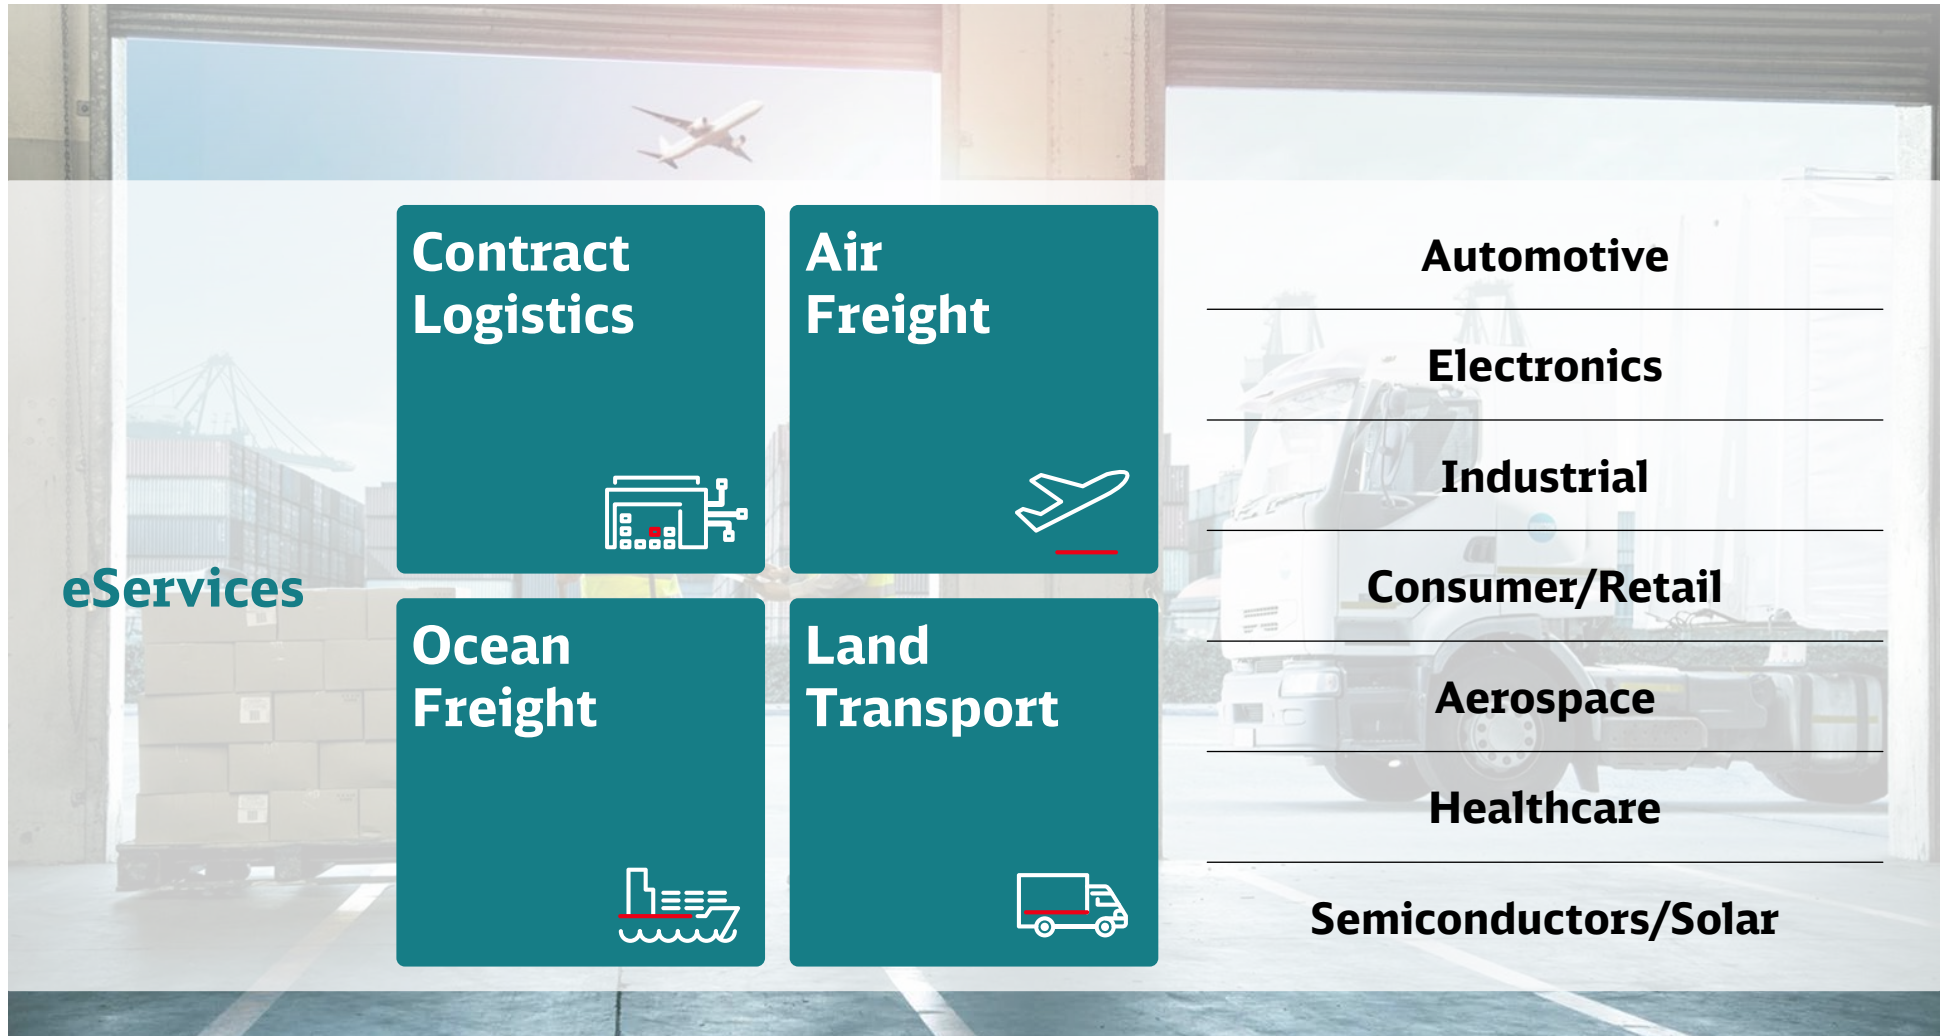 eServices
Contract
Logistics
Air
Freight
Ocean
Freight
Land
Transport
Automotive
Electronics
Industrial
Consumer/Retail
Aerospace
Healthcare
Semiconductors/Solar